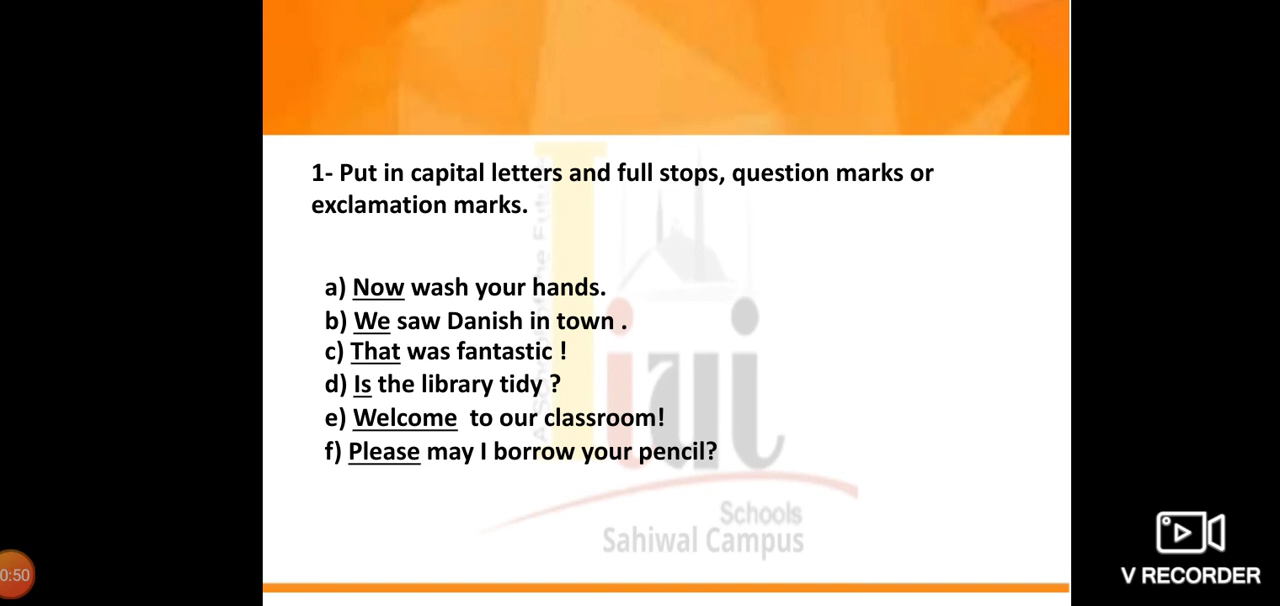 1- Put in capital letters and full stops, question marks or
exclamation marks.
a) Now wash your hands.
b) We saw Danish in town .
c) That was fantastic !
d) Is the library tidy ?
e) Welcome to our classroom!
f) Please may I borrow your pencil?
Schools
Sahiwal Campus
0:50
V RECORDER